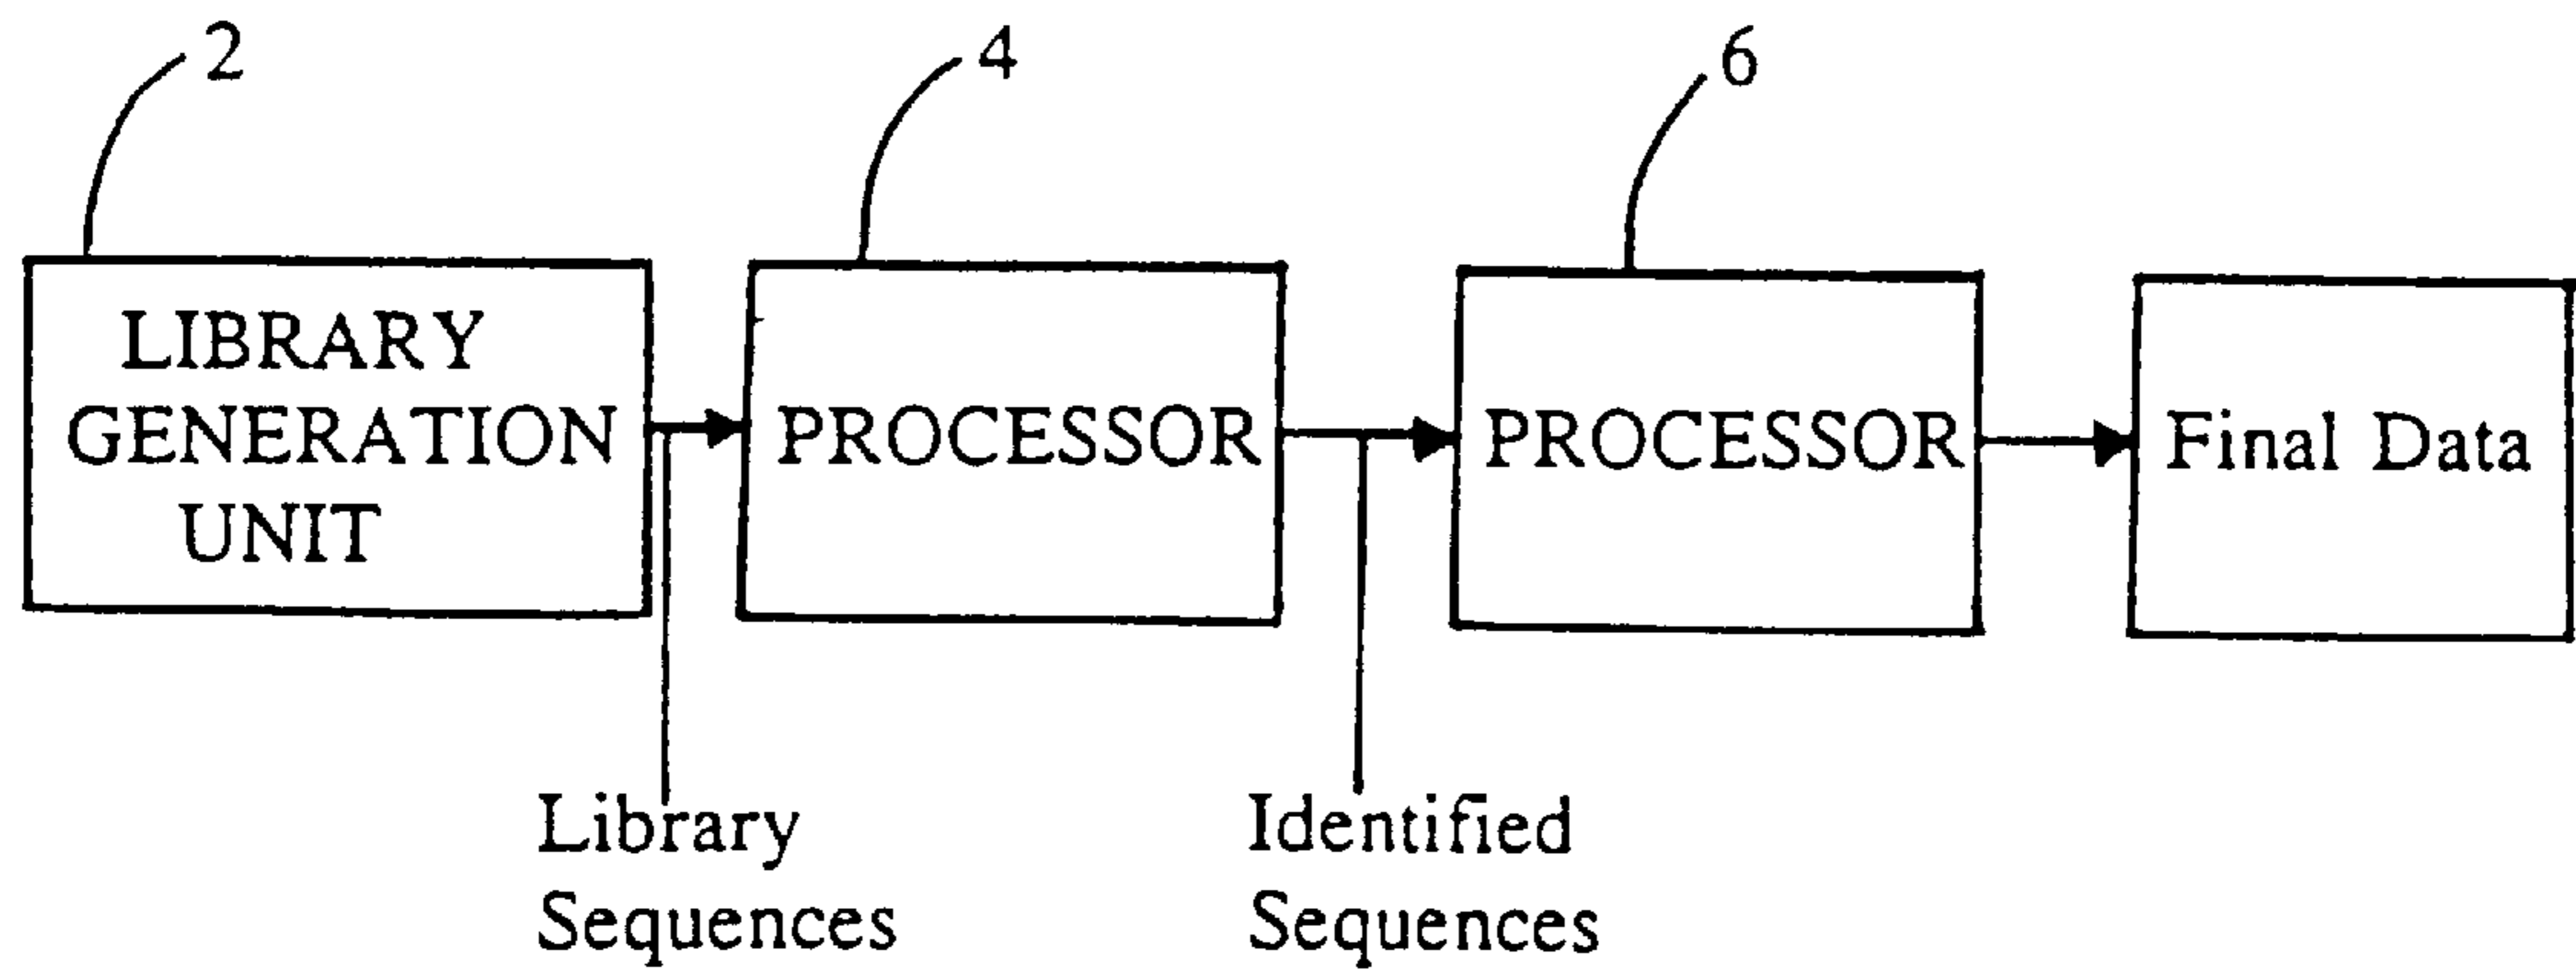 2
4
6
LIBRARY
GENERATION
UNIT
PROCESSOR
PROCESSOR
Final Data
Library
Sequences
Identified
Sequences